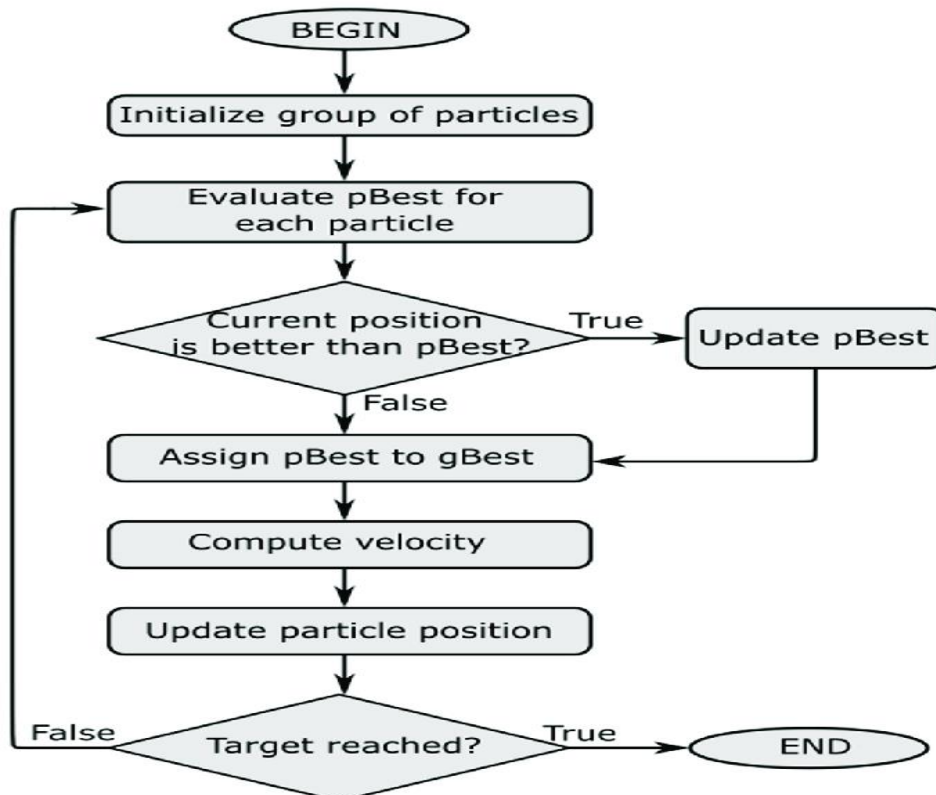 BEGIN
Initialize group of particles
Evaluate pBest for
each particle
Current position
is better than pBest?
True
Update pBest
False
Assign pBest to gBest
Compute velocity
Update particle position
False
Target reached?
True
END